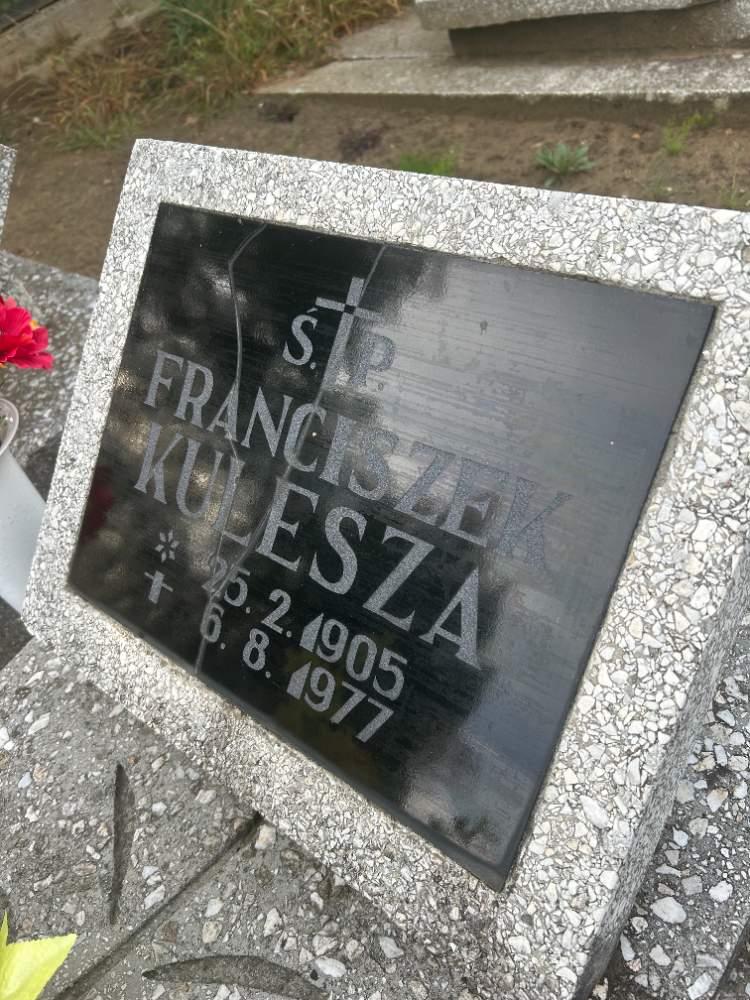 Ś. P.
FRANCISZEK
KULESZA
* 25. 2. 1905
✝ 6. 8. 1977